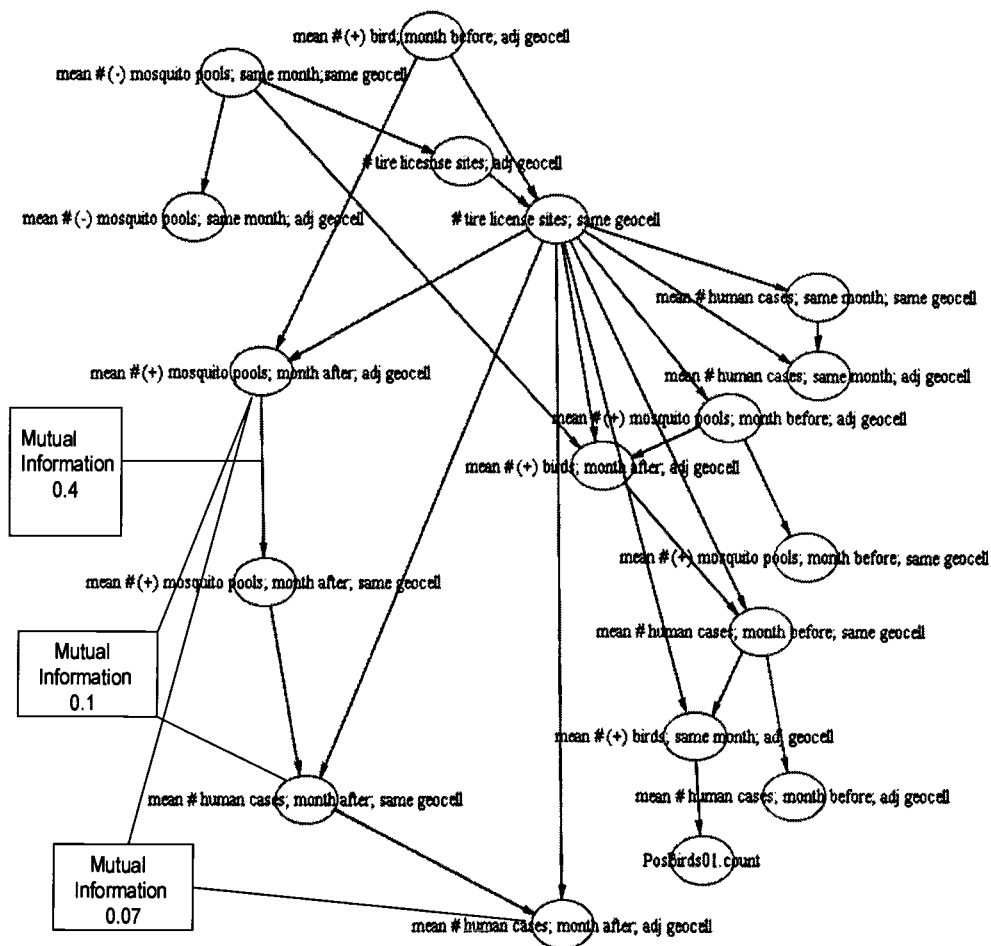 mean # (+) bird; month before; adj geocell
mean # (-) mosquito pools; same month;same geocell
# tire licesnse sites; adj geocell
mean # (-) mosquito pools; same month; adj geocell
# tire license sites; same geocell
mean # human cases; same month; same geocell
mean # (+) mosquito pools; month after; adj geocell
mean # human cases; same month; adj geocell
mean # (+) mosquito pools; month before; adj geocell
Mutual
Information
0.4
mean # (+) birds; month after; adj geocell
mean # (+) mosquito pools; month before; same geocell
mean # (+) mosquito pools; month after; same geocell
mean # human cases; month before; same geocell
Mutual
Information
0.1
mean # (+) birds; same month; adj geocell
mean # human cases; month after; same geocell
mean # human cases; month before; adj geocell
PosBirds01.count
Mutual
Information
0.07
mean # human cases; month after; adj geocell